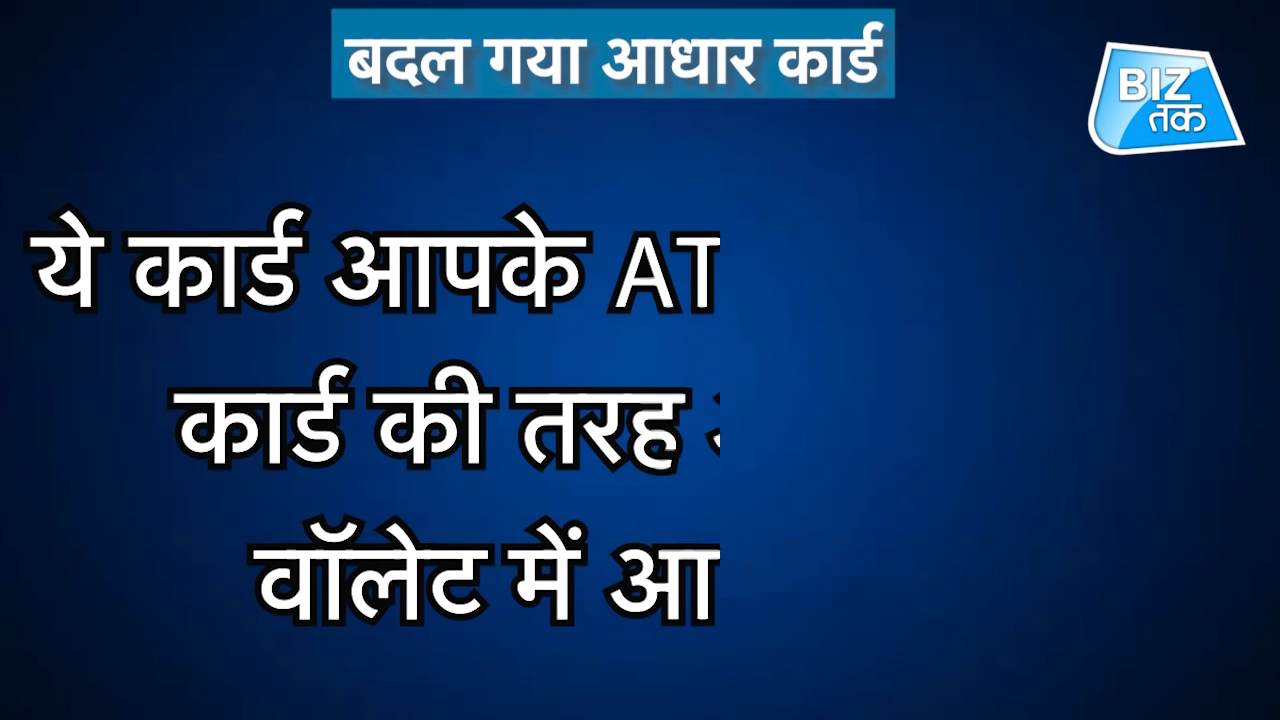 बदल गया आधार कार्ड
BIZ
तक
ये कार्ड आपके AT
कार्ड की तरह
वॉलेट में आ